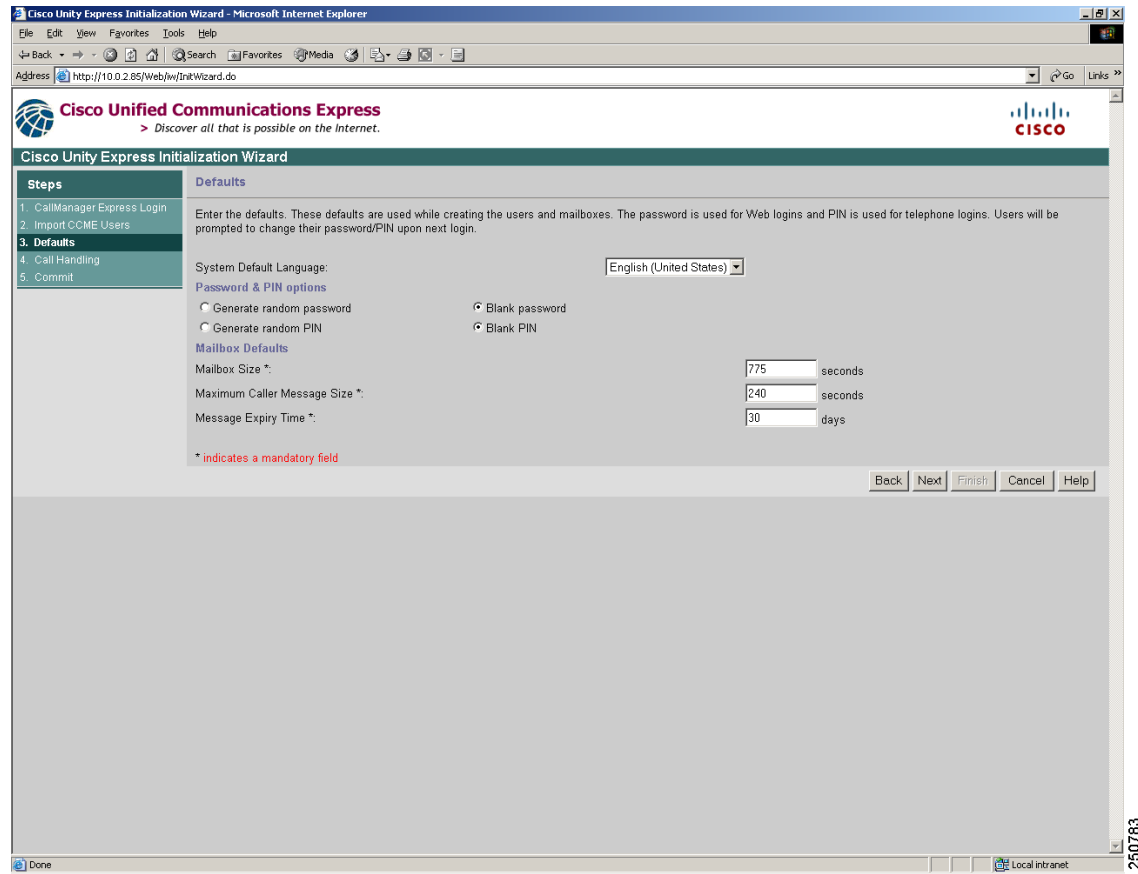 Cisco Unity Express Initialization Wizard - Microsoft Internet Explorer
File Edit View Favorites Tools Help
Back Search Favorites Media
Address http://10.0.2.85/Web/iw/InitWizard.do Go Links »
Cisco Unified Communications Express
> Discover all that is possible on the Internet.
CISCO
Cisco Unity Express Initialization Wizard
Steps
1. CallManager Express Login
2. Import CCME Users
3. Defaults
4. Call Handling
5. Commit
Defaults
Enter the defaults. These defaults are used while creating the users and mailboxes. The password is used for Web logins and PIN is used for telephone logins. Users will be
prompted to change their password/PIN upon next login.
System Default Language: English (United States)
Password & PIN options
Generate random password Blank password
Generate random PIN Blank PIN
Mailbox Defaults
Mailbox Size *: 775 seconds
Maximum Caller Message Size *: 240 seconds
Message Expiry Time *: 30 days
* indicates a mandatory field
Back Next Finish Cancel Help
Done Local intranet
250783